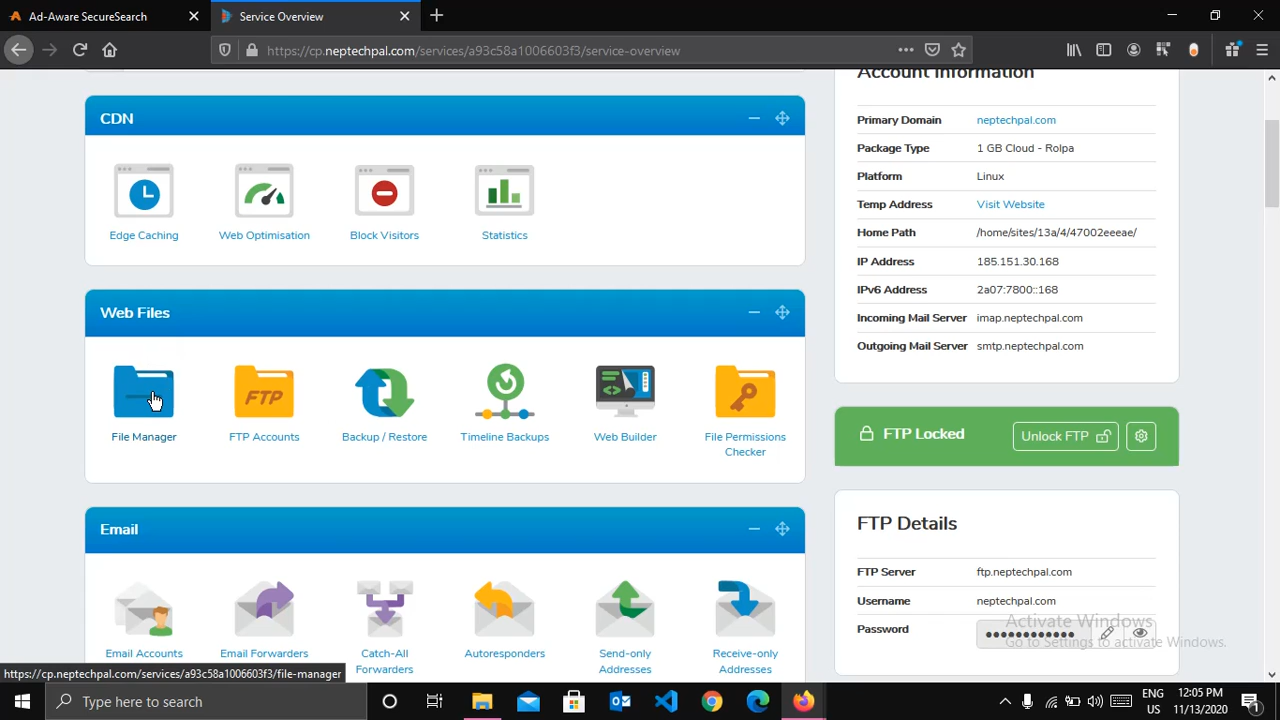 Ad-Aware SecureSearch
Service Overview
https://cp.neptechpal.com/services/a93c58a1006603f3/service-overview
CDN
Edge Caching
Web Optimisation
Block Visitors
Statistics
Web Files
FTP
File Manager
FTP Accounts
Backup / Restore
Timeline Backups
Web Builder
File Permissions
Checker
Email
Email Accounts
Email Forwarders
Catch-All
Forwarders
Autoresponders
Send-only
Addresses
Receive-only
Addresses
Account Information
Primary Domain neptechpal.com
Package Type 1 GB Cloud - Rolpa
Platform Linux
Temp Address Visit Website
Home Path /home/sites/13a/4/47002eeeae/
IP Address 185.151.30.168
IPv6 Address 2a07:7800::168
Incoming Mail Server imap.neptechpal.com
Outgoing Mail Server smtp.neptechpal.com
FTP Locked
Unlock FTP
FTP Details
FTP Server ftp.neptechpal.com
Username neptechpal.com
Password ●●●●●●●●●●●●●
Activate Windows
Go to Settings to activate Windows.
https://cp.neptechpal.com/services/a93c58a1006603f3/file-manager
Type here to search
ENG
US
12:05 PM
11/13/2020
1